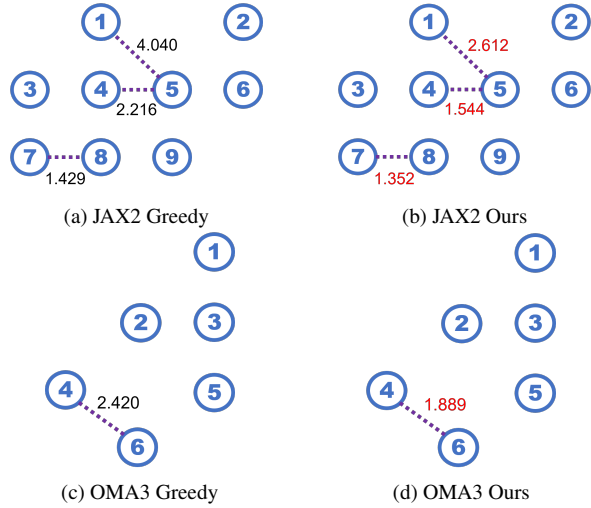 1 2
4.040
3 4 5 6
2.216
7 8 9
1.429
(a) JAX2 Greedy
1 2
2.612
3 4 5 6
1.544
7 8 9
1.352
(b) JAX2 Ours
1
2 3
4 2.420 5
6
(c) OMA3 Greedy
1
2 3
4 1.889 5
6
(d) OMA3 Ours